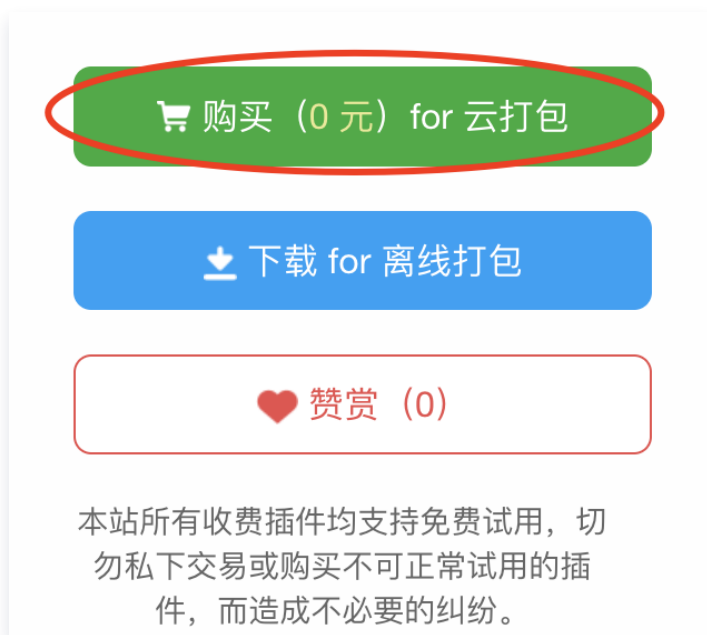 购买（0 元）for 云打包
下载 for 离线打包
赞赏（0）
本站所有收费插件均支持免费试用，切
勿私下交易或购买不可正常试用的插
件，而造成不必要的纠纷。